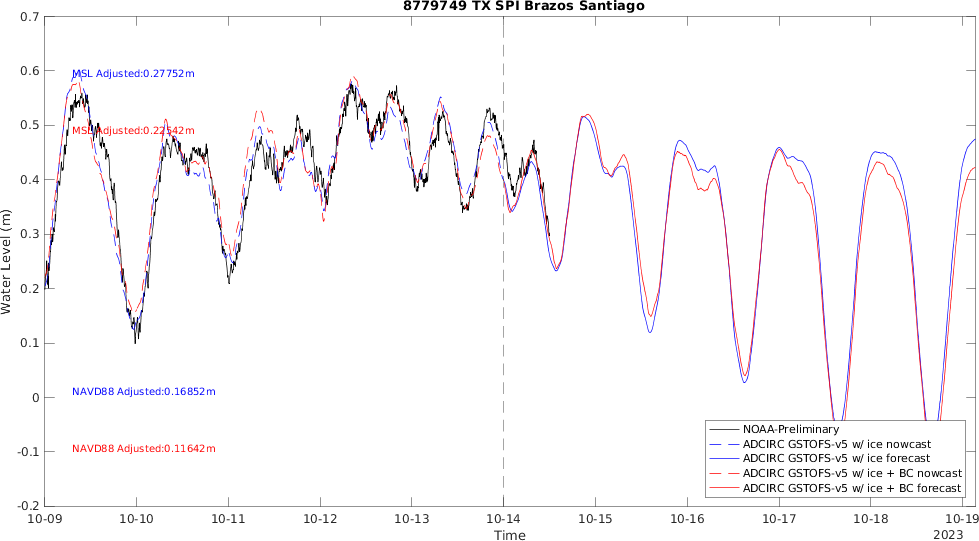 8779749 TX SPI Brazos Santiago
0.7
0.6
0.5
0.4
0.3
0.2
0.1
0
-0.1
-0.2
Water Level (m)
MSL Adjusted:0.27752m
MSL Adjusted:0.22542m
NAVD88 Adjusted:0.16852m
NAVD88 Adjusted:0.11642m
NOAA-Preliminary
ADCIRC GSTOFS-v5 w/ ice nowcast
ADCIRC GSTOFS-v5 w/ ice forecast
ADCIRC GSTOFS-v5 w/ ice + BC nowcast
ADCIRC GSTOFS-v5 w/ ice + BC forecast
10-09 10-10 10-11 10-12 10-13 10-14 10-15 10-16 10-17 10-18 10-19
Time
2023